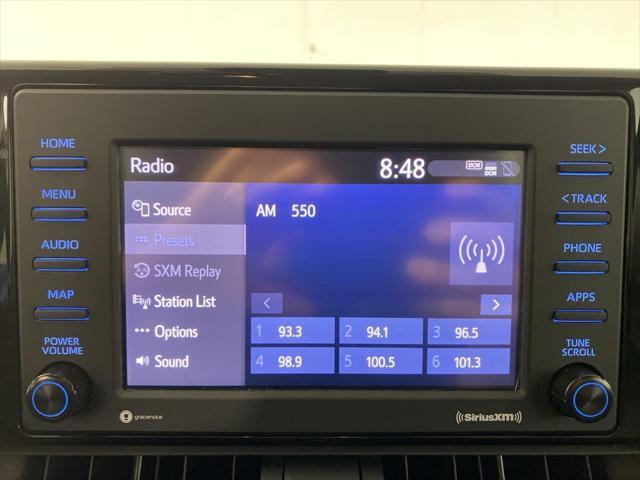 HOME
MENU
AUDIO
MAP
POWER
VOLUME
Radio
8:48
DCM
DCM
Source
Presets
SXM Replay
Station List
Options
Sound
AM 550
<
>
1 93.3 2 94.1 3 96.5
4 98.9 5 100.5 6 101.3
SEEK >
< TRACK
PHONE
APPS
TUNE
SCROLL
gracenote
((SiriusXM))